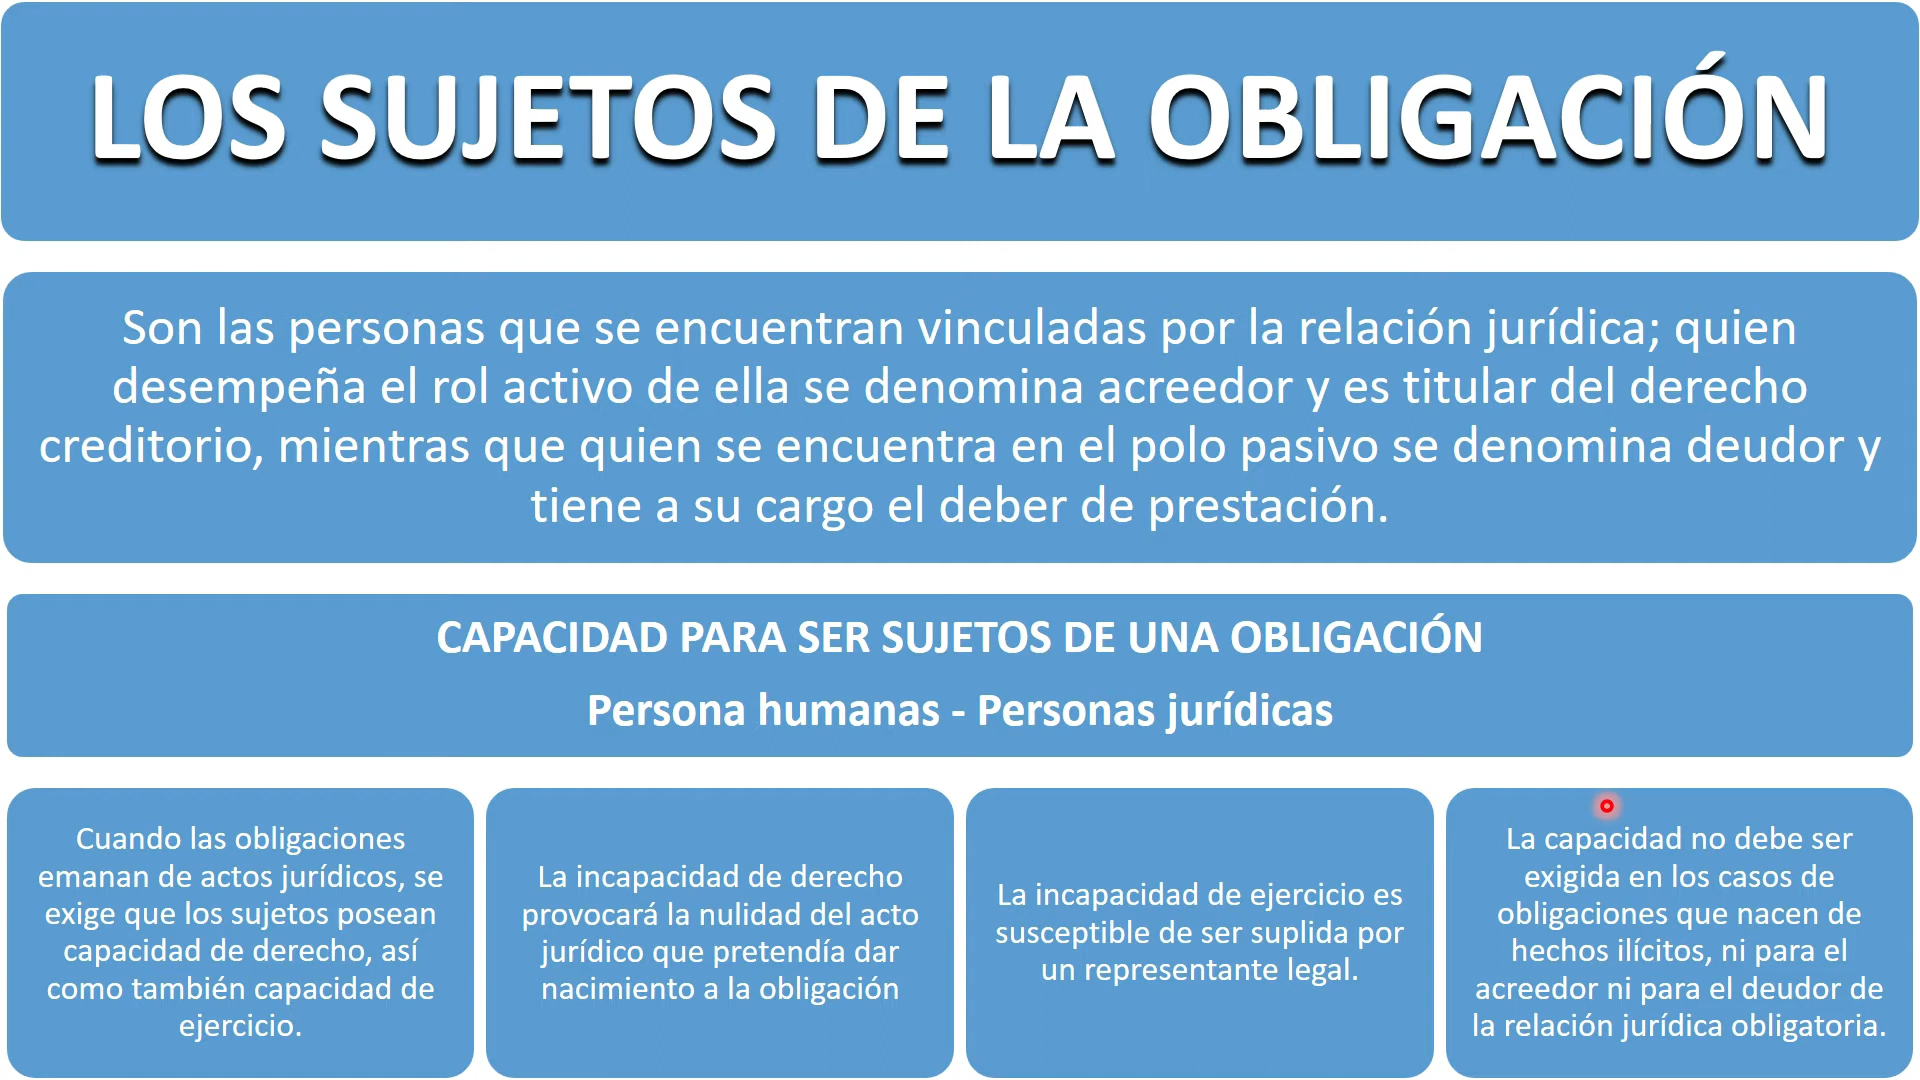 LOS SUJETOS DE LA OBLIGACIÓN
Son las personas que se encuentran vinculadas por la relación jurídica; quien
desempeña el rol activo de ella se denomina acreedor y es titular del derecho
creditorio, mientras que quien se encuentra en el polo pasivo se denomina deudor y
tiene a su cargo el deber de prestación.
CAPACIDAD PARA SER SUJETOS DE UNA OBLIGACIÓN
Persona humanas - Personas jurídicas
Cuando las obligaciones
emanan de actos jurídicos, se
exige que los sujetos posean
capacidad de derecho, así
como también capacidad de
ejercicio.
La incapacidad de derecho
provocará la nulidad del acto
jurídico que pretendía dar
nacimiento a la obligación
La incapacidad de ejercicio es
susceptible de ser suplida por
un representante legal.
La capacidad no debe ser
exigida en los casos de
obligaciones que nacen de
hechos ilícitos, ni para el
acreedor ni para el deudor de
la relación jurídica obligatoria.